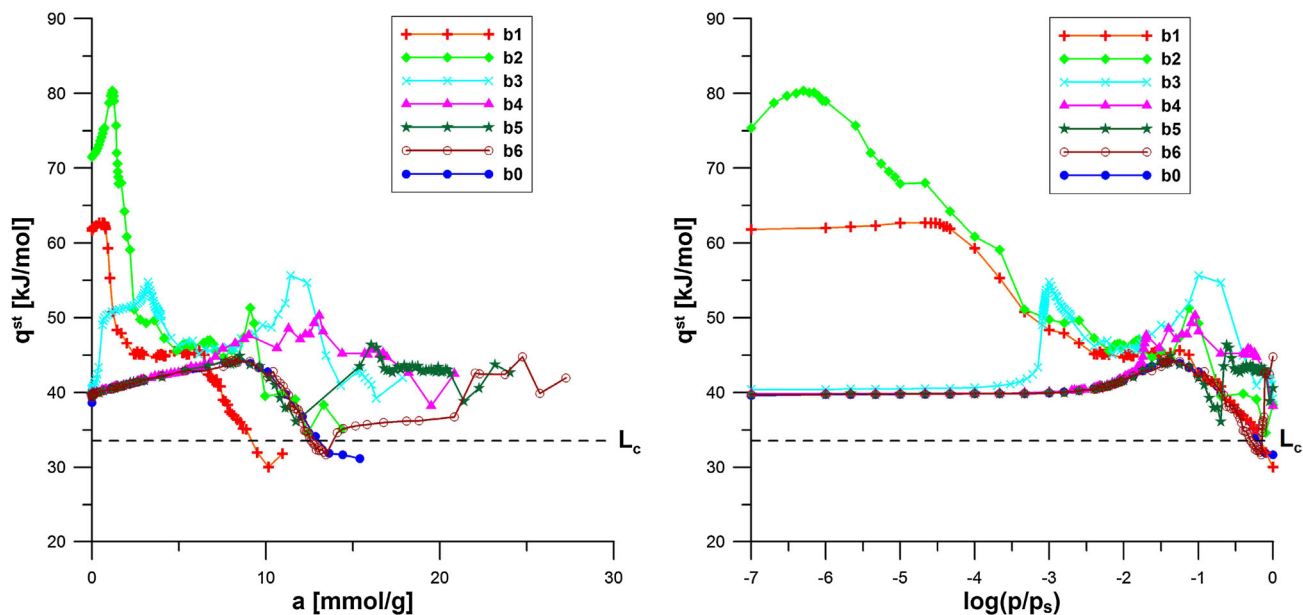 90
80
70
60
50
40
30
20
q^st [kJ/mol]
b1
b2
b3
b4
b5
b6
b0
L_c
0
10
20
30
a [mmol/g]
90
80
70
60
50
40
30
20
q^st [kJ/mol]
b1
b2
b3
b4
b5
b6
b0
L_c
-7
-6
-5
-4
-3
-2
-1
0
log(p/p_s)